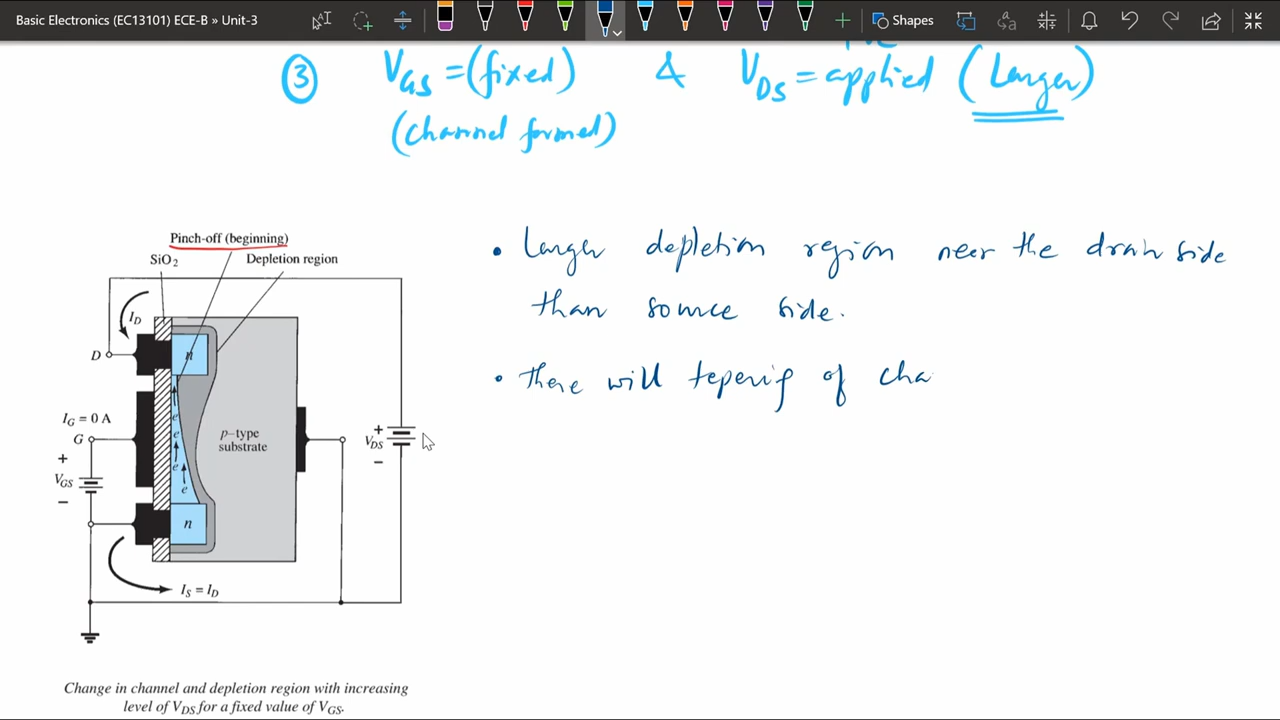 Basic Electronics (EC13101) ECE-B » Unit-3
Shapes
③ VGS = (fixed) & VDS = applied (Larger)
(channel formed)
Pinch-off (beginning)
SiO2
Depletion region
• Larger depletion region near the drain side
than source side.
• There will tepering of cha
ID
D
n
IG = 0 A
G
+
VGS
−
e
e
e
e
p–type
substrate
+
VDS
−
n
IS = ID
Change in channel and depletion region with increasing
level of VDS for a fixed value of VGS.